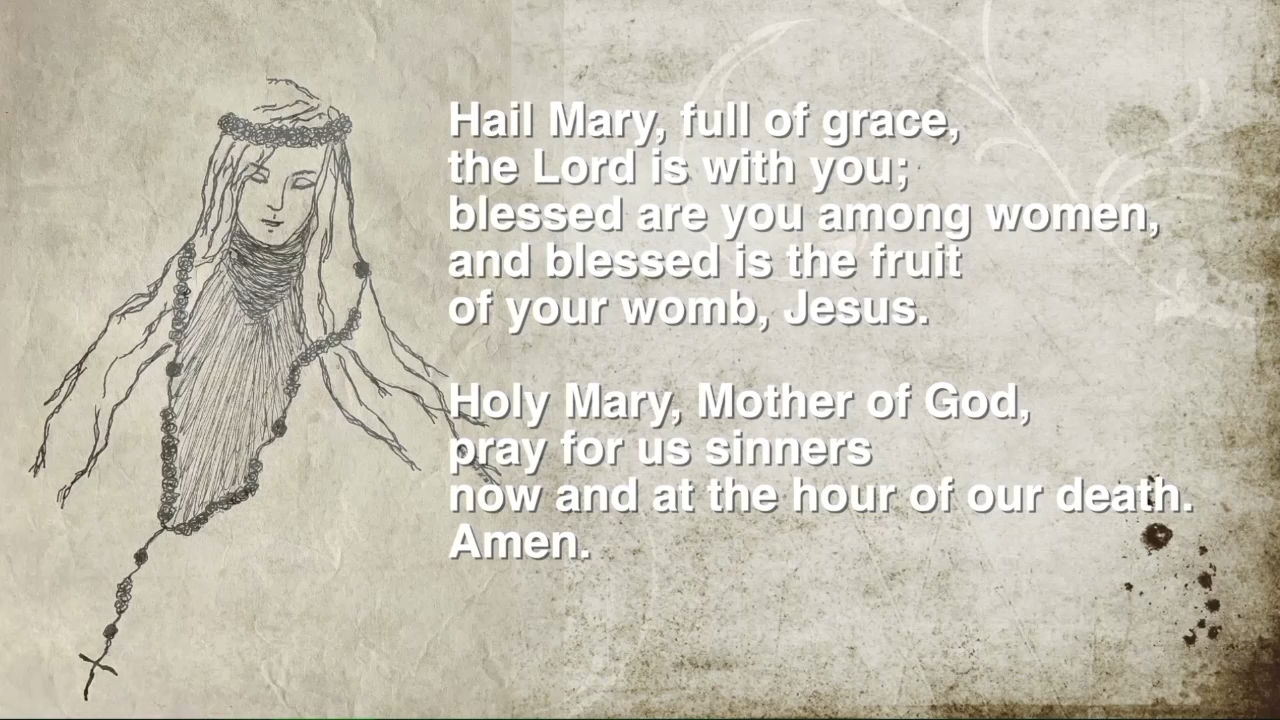 Hail Mary, full of grace,
the Lord is with you;
blessed are you among women,
and blessed is the fruit
of your womb, Jesus.
Holy Mary, Mother of God,
pray for us sinners
now and at the hour of our death.
Amen.